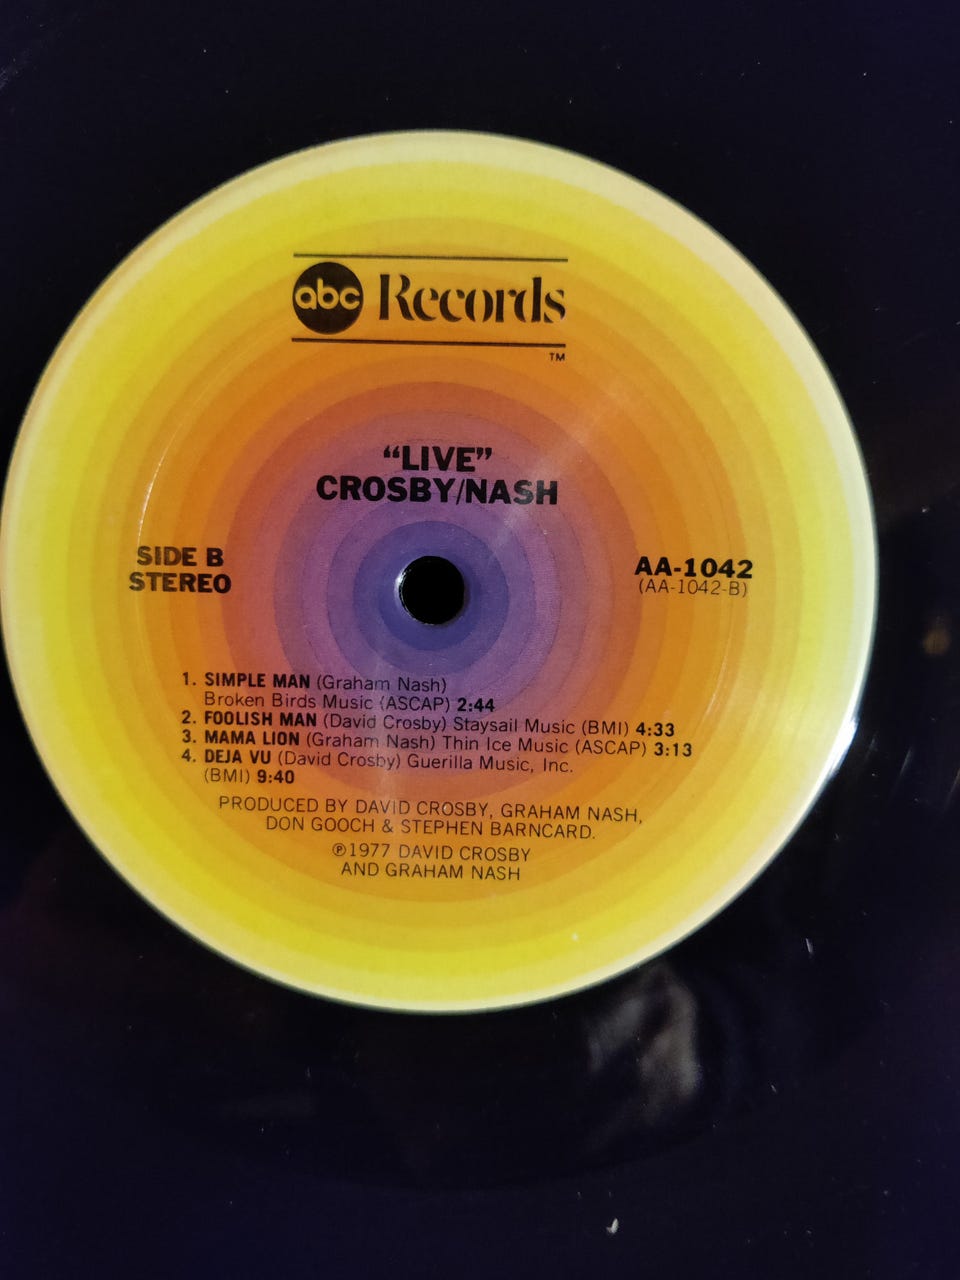 abc Records
TM
“LIVE”
CROSBY/NASH
SIDE B
STEREO
AA-1042
(AA-1042-B)
1. SIMPLE MAN (Graham Nash)
Broken Birds Music (ASCAP) 2:44
2. FOOLISH MAN (David Crosby) Staysail Music (BMI) 4:33
3. MAMA LION (Graham Nash) Thin Ice Music (ASCAP) 3:13
4. DEJA VU (David Crosby) Guerilla Music, Inc.
(BMI) 9:40
PRODUCED BY DAVID CROSBY, GRAHAM NASH,
DON GOOCH & STEPHEN BARNCARD.
℗1977 DAVID CROSBY
AND GRAHAM NASH